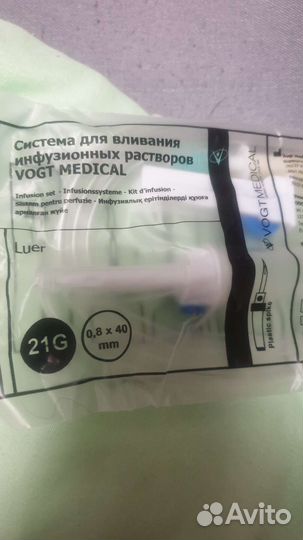 Система для вливания
инфузионных растворов
VOGT MEDICAL
Infusion set - Infusionssysteme - Kit d'infusion -
Sistem pentru perfuzie - Инфузиялық ерітінділерді құюға
арналған жүйе
Luer
21G
0,8 x 40
mm
VOGT MEDICAL
Plastic spike
Avito